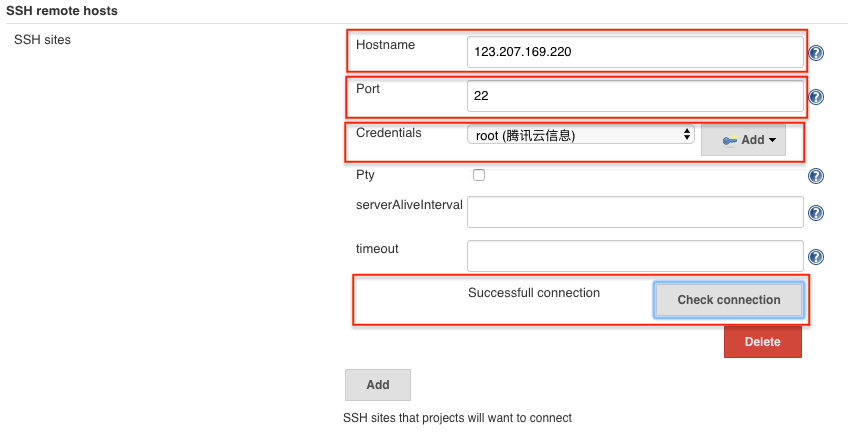 SSH remote hosts
SSH sites
Hostname
123.207.169.220
Port
22
Credentials
root (腾讯云信息)
Add
Pty
serverAliveInterval
timeout
Successfull connection
Check connection
Delete
Add
SSH sites that projects will want to connect